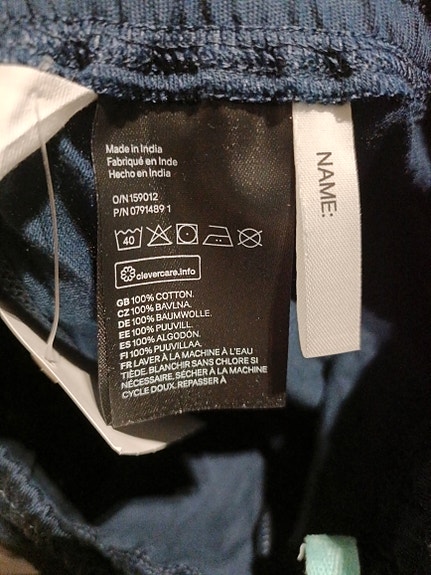 Made in India
Fabriqué en Inde
Hecho en India
O/N 159012
P/N 0791489 1
40
clevercare.info
GB 100% COTTON.
CZ 100% BAVLNA.
DE 100% BAUMWOLLE.
EE 100% PUUVILL.
ES 100% ALGODÓN.
FI 100% PUUVILLAA.
FR LAVER À LA MACHINE À L'EAU
TIÈDE. BLANCHIR SANS CHLORE SI
NÉCESSAIRE. SÉCHER À LA MACHINE
CYCLE DOUX. REPASSER À
NAME: